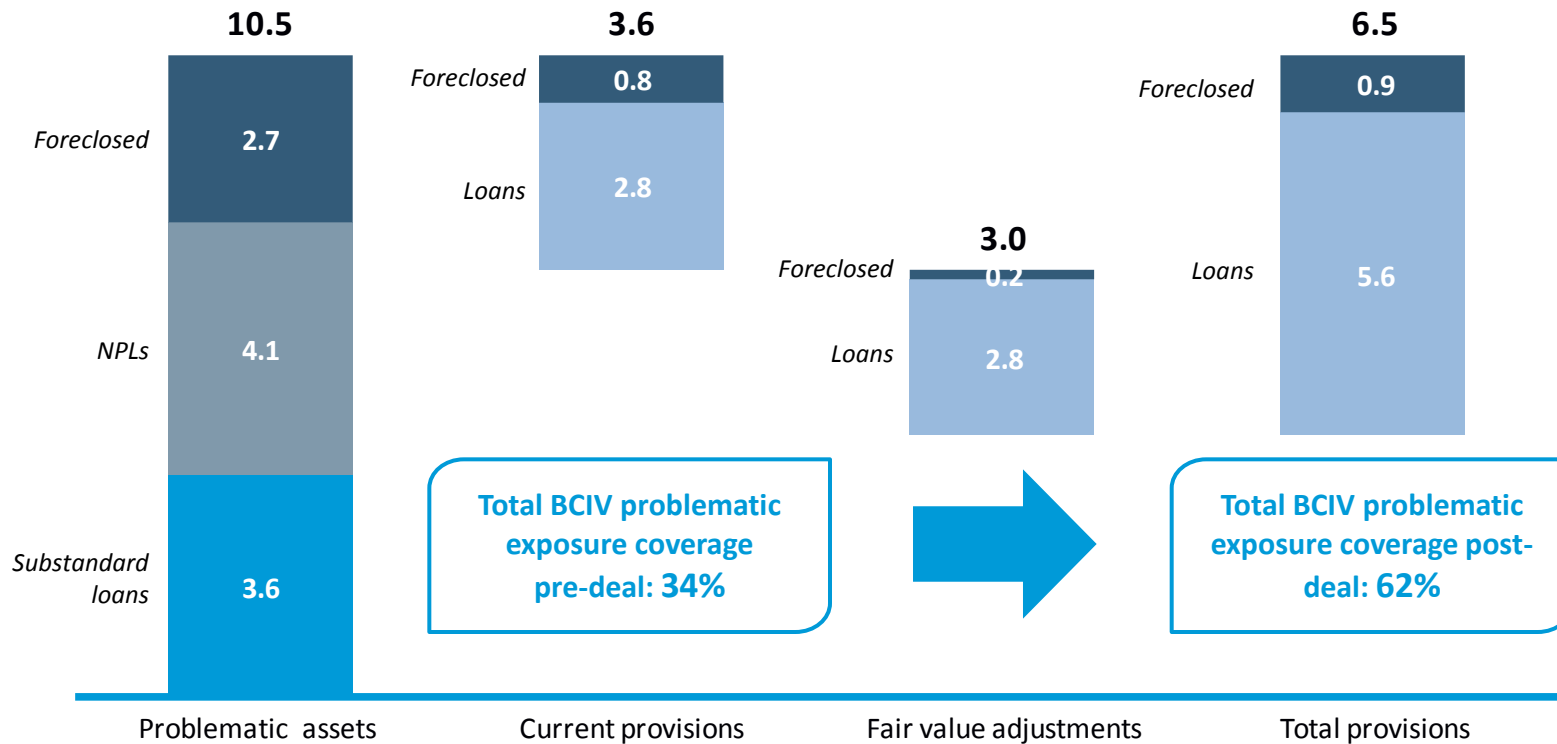 10.5
Foreclosed
2.7
NPLs
4.1
Substandard
loans
3.6
3.6
Foreclosed
0.8
Loans
2.8
3.0
Foreclosed
0.2
Loans
2.8
6.5
Foreclosed
0.9
Loans
5.6
Total BCIV problematic
exposure coverage
pre-deal: 34%
Total BCIV problematic
exposure coverage post-
deal: 62%
Problematic assets
Current provisions
Fair value adjustments
Total provisions